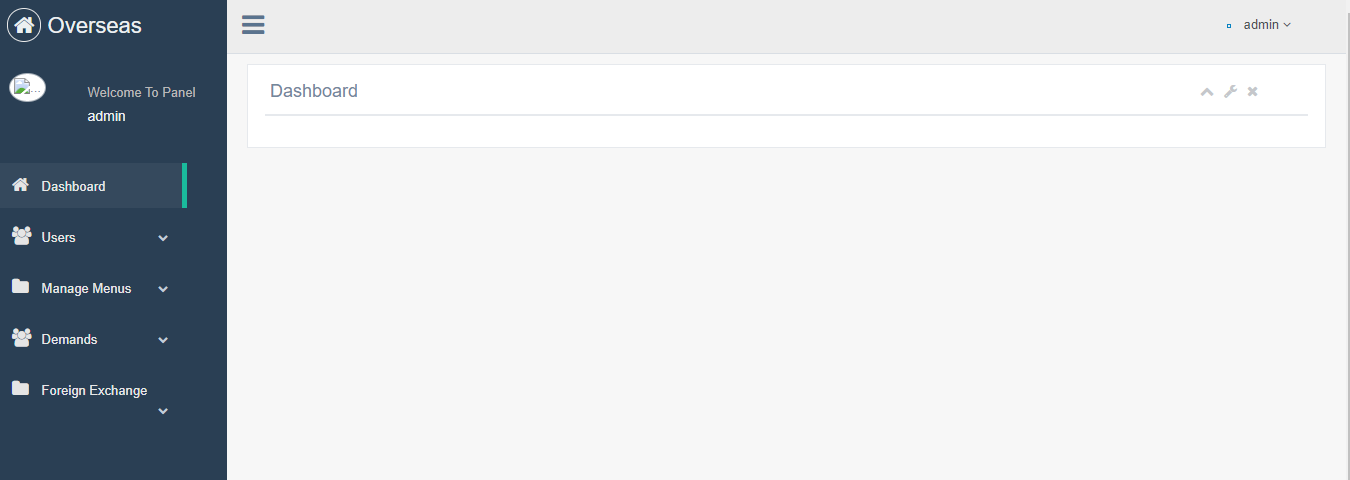 Overseas
admin
Welcome To Panel
admin
Dashboard
Dashboard
Users
Manage Menus
Demands
Foreign Exchange